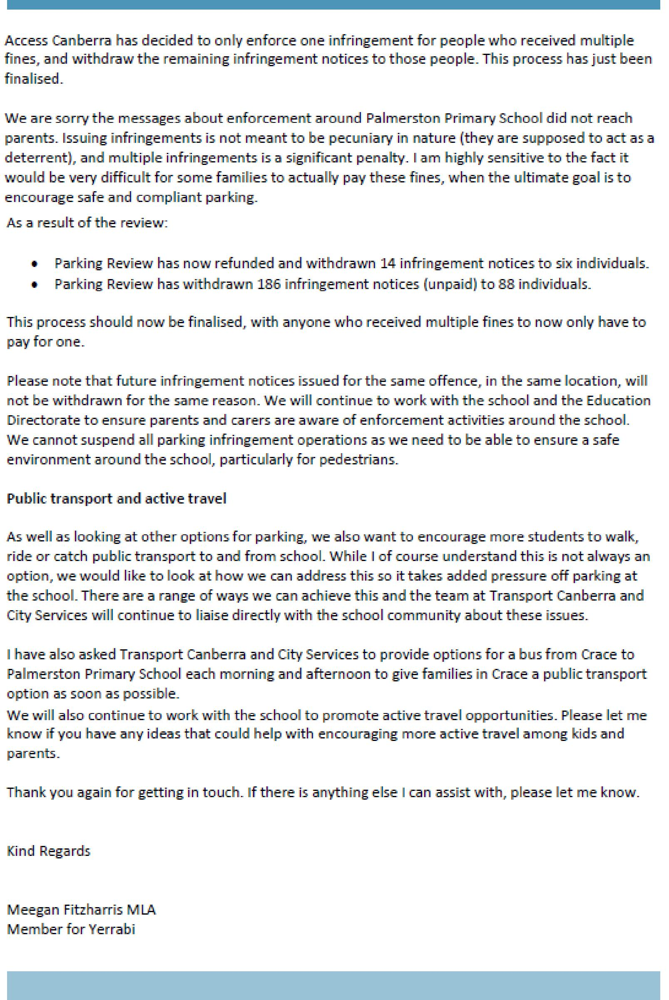 Access Canberra has decided to only enforce one infringement for people who received multiple
fines, and withdraw the remaining infringement notices to those people. This process has just been
finalised.
We are sorry the messages about enforcement around Palmerston Primary School did not reach
parents. Issuing infringements is not meant to be pecuniary in nature (they are supposed to act as a
deterrent), and multiple infringements is a significant penalty. I am highly sensitive to the fact it
would be very difficult for some families to actually pay these fines, when the ultimate goal is to
encourage safe and compliant parking.
As a result of the review:
• Parking Review has now refunded and withdrawn 14 infringement notices to six individuals.
• Parking Review has withdrawn 186 infringement notices (unpaid) to 88 individuals.
This process should now be finalised, with anyone who received multiple fines to now only have to
pay for one.
Please note that future infringement notices issued for the same offence, in the same location, will
not be withdrawn for the same reason. We will continue to work with the school and the Education
Directorate to ensure parents and carers are aware of enforcement activities around the school.
We cannot suspend all parking infringement operations as we need to be able to ensure a safe
environment around the school, particularly for pedestrians.
Public transport and active travel
As well as looking at other options for parking, we also want to encourage more students to walk,
ride or catch public transport to and from school. While I of course understand this is not always an
option, we would like to look at how we can address this so it takes added pressure off parking at
the school. There are a range of ways we can achieve this and the team at Transport Canberra and
City Services will continue to liaise directly with the school community about these issues.
I have also asked Transport Canberra and City Services to provide options for a bus from Crace to
Palmerston Primary School each morning and afternoon to give families in Crace a public transport
option as soon as possible.
We will also continue to work with the school to promote active travel opportunities. Please let me
know if you have any ideas that could help with encouraging more active travel among kids and
parents.
Thank you again for getting in touch. If there is anything else I can assist with, please let me know.
Kind Regards
Meegan Fitzharris MLA
Member for Yerrabi